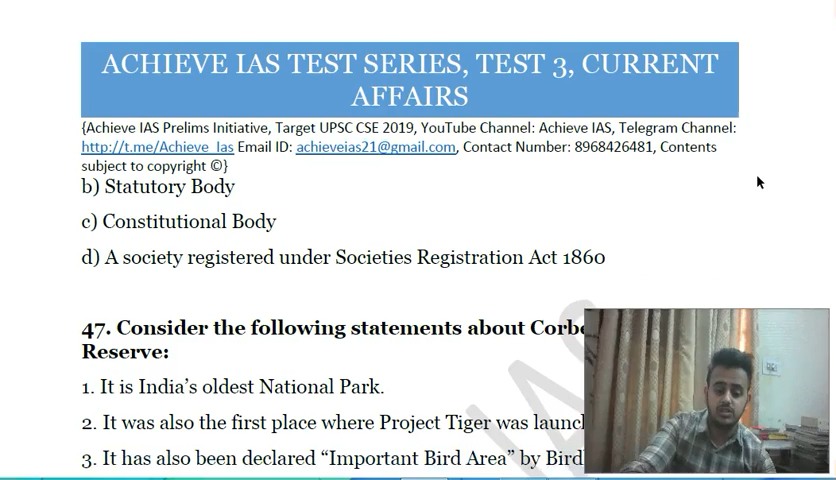 ACHIEVE IAS TEST SERIES, TEST 3, CURRENT
AFFAIRS
{Achieve IAS Prelims Initiative, Target UPSC CSE 2019, YouTube Channel: Achieve IAS, Telegram Channel:
http://t.me/Achieve_Ias Email ID: achieveias21@gmail.com, Contact Number: 8968426481, Contents
subject to copyright ©}
b) Statutory Body
c) Constitutional Body
d) A society registered under Societies Registration Act 1860
47. Consider the following statements about Corbe
Reserve:
1. It is India's oldest National Park.
2. It was also the first place where Project Tiger was launc
3. It has also been declared “Important Bird Area” by Bird
IAS